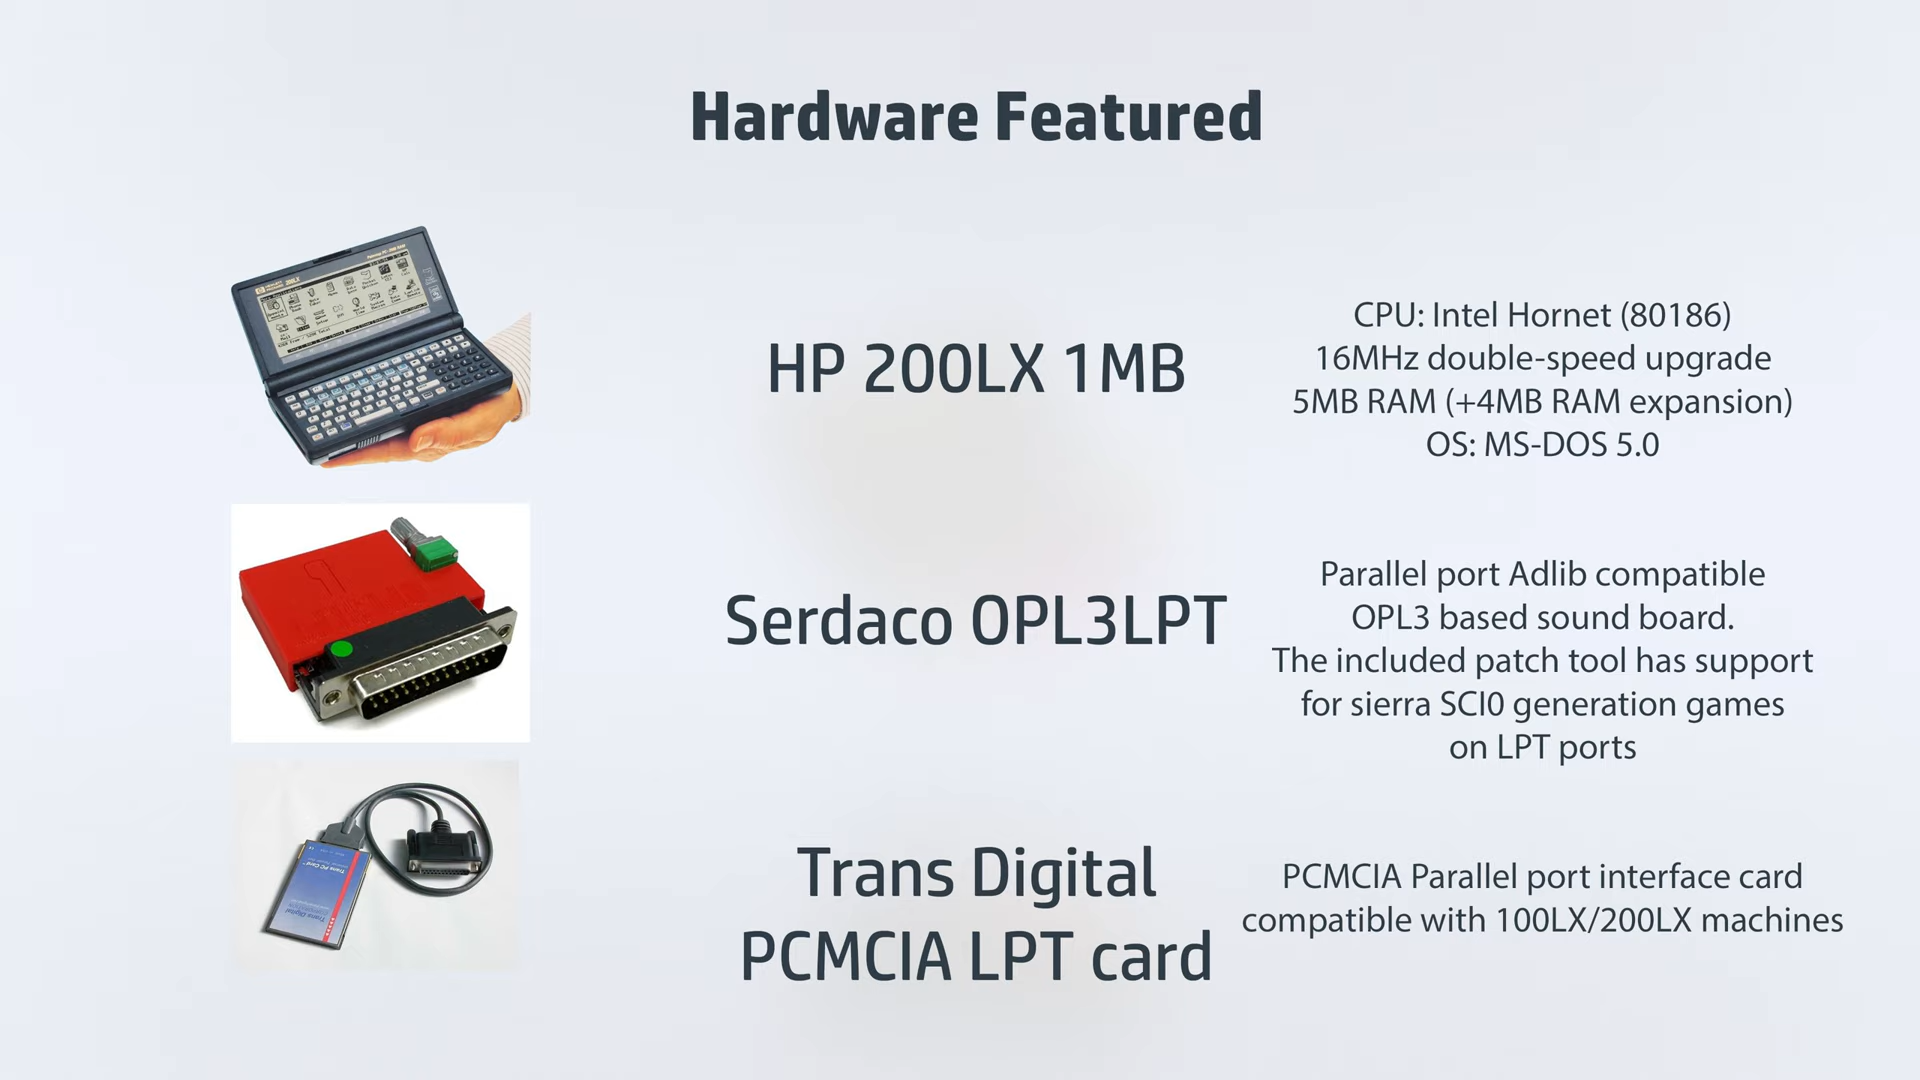 Hardware Featured
HP 200LX 1MB
CPU: Intel Hornet (80186)
16MHz double-speed upgrade
5MB RAM (+4MB RAM expansion)
OS: MS-DOS 5.0
Serdaco OPL3LPT
Parallel port Adlib compatible
OPL3 based sound board.
The included patch tool has support
for sierra SCI0 generation games
on LPT ports
Trans Digital
PCMCIA LPT card
PCMCIA Parallel port interface card
compatible with 100LX/200LX machines